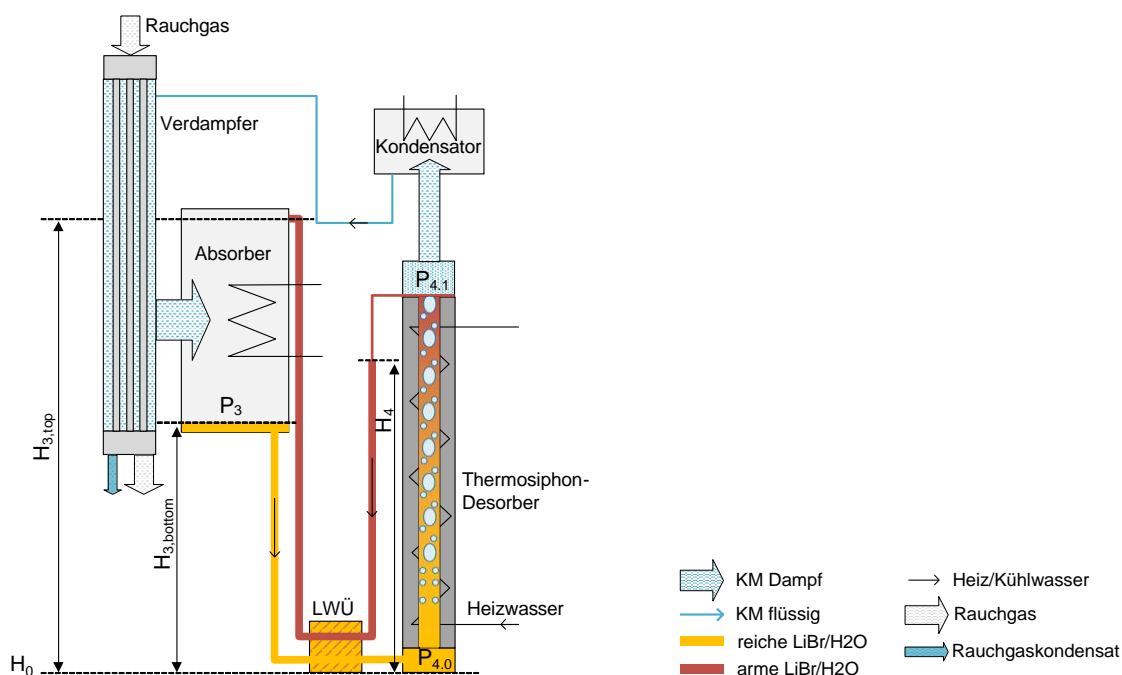 Rauchgas
Verdampfer
Kondensator
Absorber
P4.1
P3
H3,top
H3,bottom
H4
Thermosiphon-
Desorber
LWÜ
Heizwasser
P4.0
H0
KM Dampf
KM flüssig
reiche LiBr/H2O
arme LiBr/H2O
Heiz/Kühlwasser
Rauchgas
Rauchgaskondensat